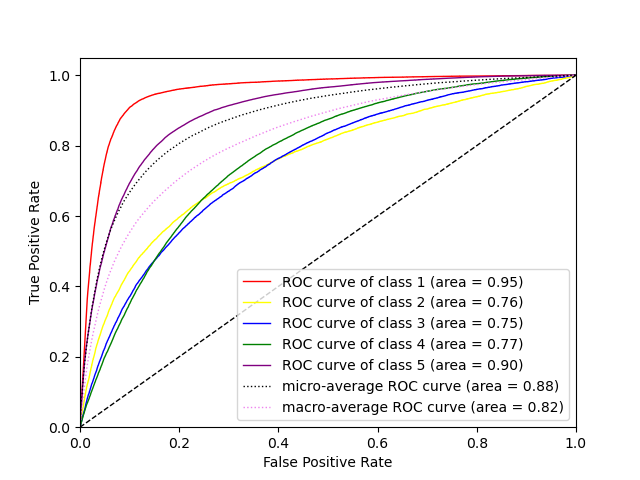 1.0
0.8
0.6
0.4
0.2
0.0
True Positive Rate
ROC curve of class 1 (area = 0.95)
ROC curve of class 2 (area = 0.76)
ROC curve of class 3 (area = 0.75)
ROC curve of class 4 (area = 0.77)
ROC curve of class 5 (area = 0.90)
micro-average ROC curve (area = 0.88)
macro-average ROC curve (area = 0.82)
0.0 0.2 0.4 0.6 0.8 1.0
False Positive Rate